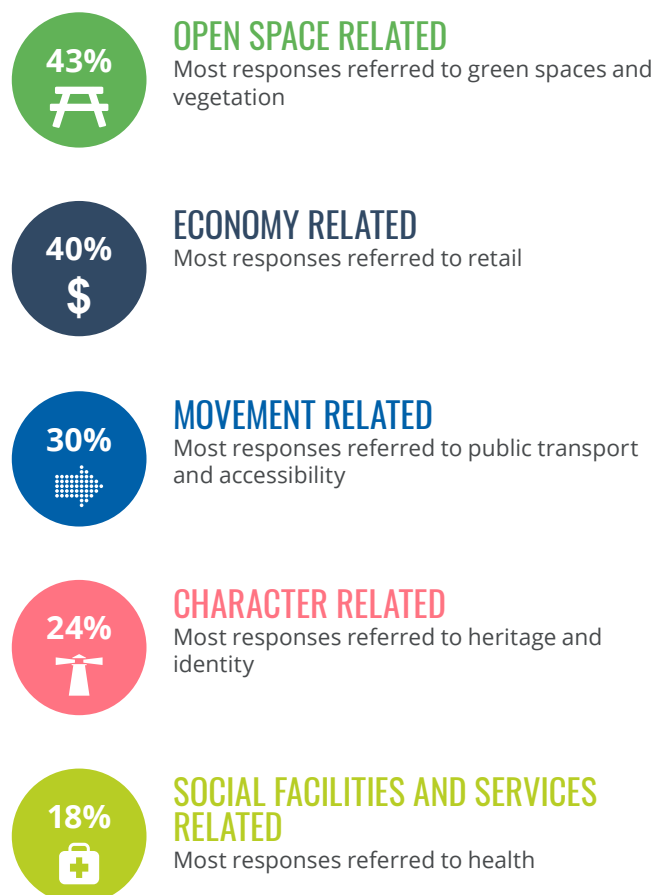 43%
OPEN SPACE RELATED
Most responses referred to green spaces and
vegetation
40%
$
ECONOMY RELATED
Most responses referred to retail
30%
MOVEMENT RELATED
Most responses referred to public transport
and accessibility
24%
CHARACTER RELATED
Most responses referred to heritage and
identity
18%
SOCIAL FACILITIES AND SERVICES
RELATED
Most responses referred to health